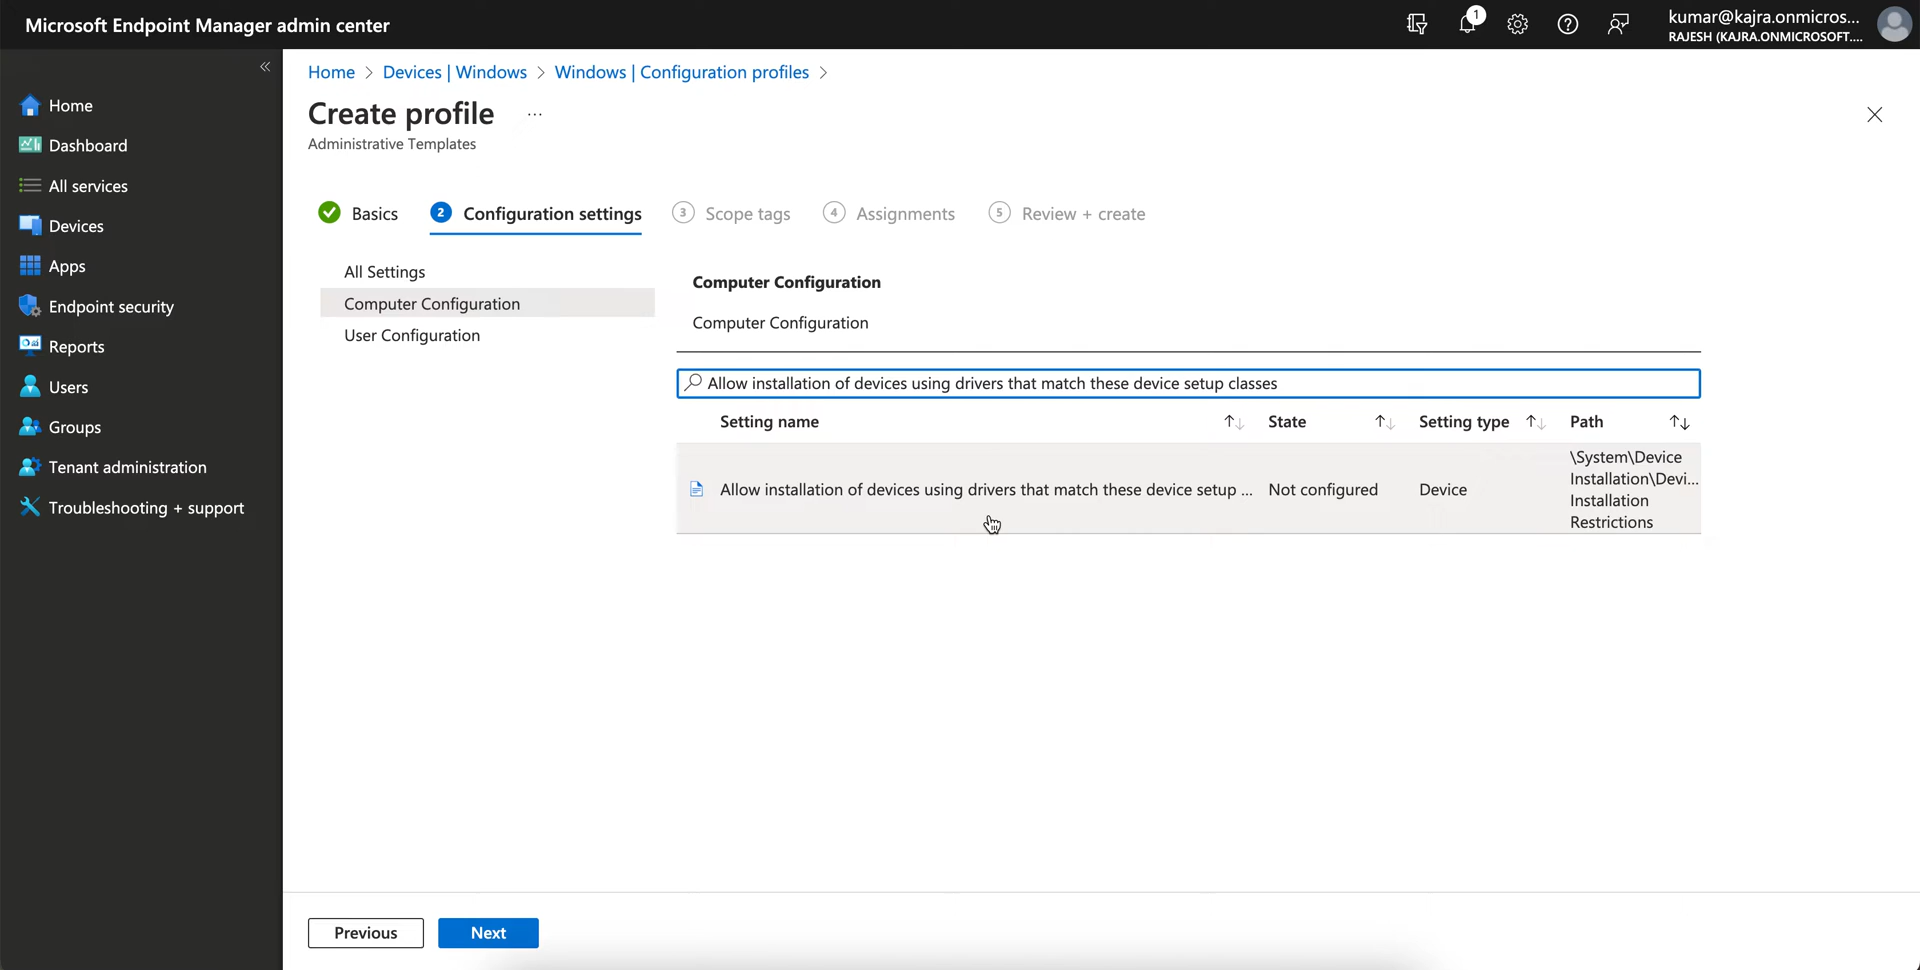 Microsoft Endpoint Manager admin center
1
kumar@kajra.onmicros...
RAJESH (KAJRA.ONMICROSOFT....
«
Home
Dashboard
All services
Devices
Apps
Endpoint security
Reports
Users
Groups
Tenant administration
Troubleshooting + support
Home > Devices | Windows > Windows | Configuration profiles >
Create profile ...
Administrative Templates
Basics
2 Configuration settings
3 Scope tags
4 Assignments
5 Review + create
All Settings
Computer Configuration
User Configuration
Computer Configuration
Computer Configuration
Allow installation of devices using drivers that match these device setup classes
Setting name ↑↓ State ↑↓ Setting type ↑↓ Path ↑↓
Allow installation of devices using drivers that match these device setup ... Not configured Device
\System\Device
Installation\Devi...
Installation
Restrictions
Previous
Next